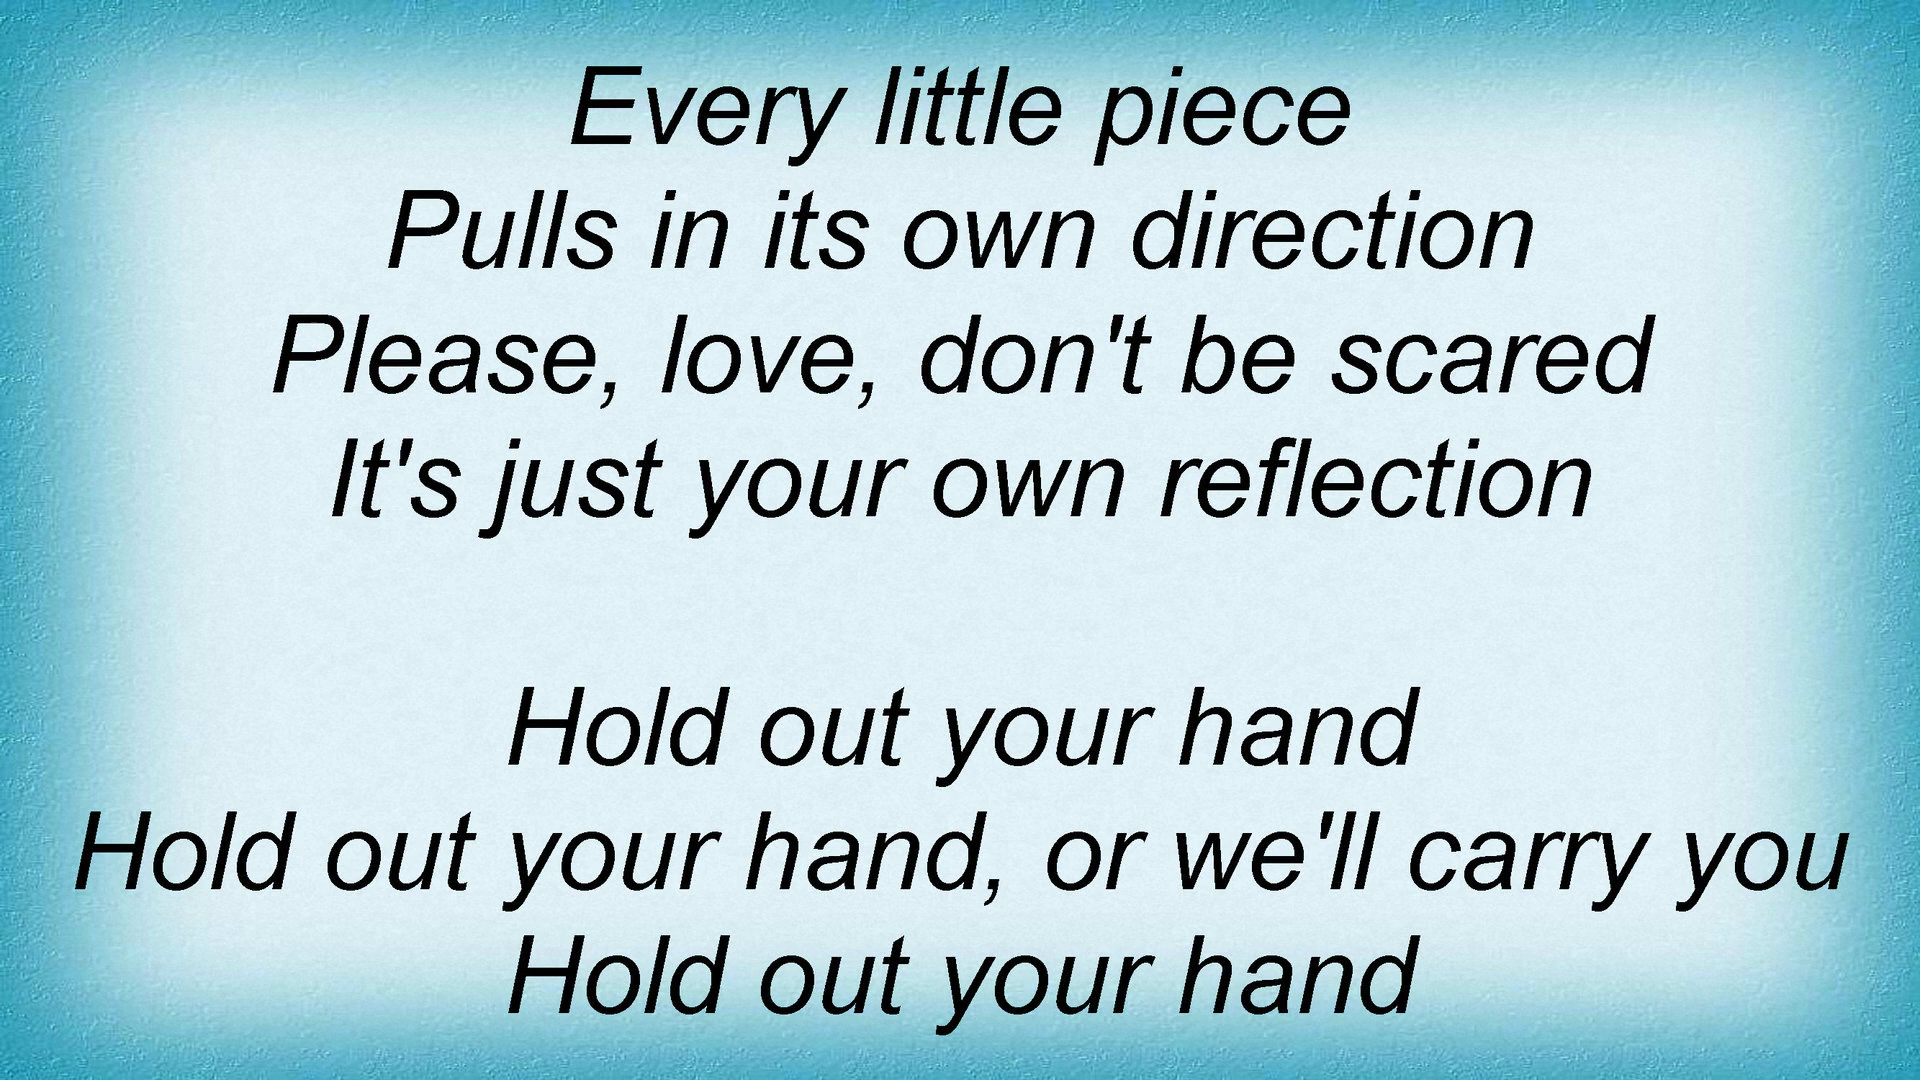 Every little piece
Pulls in its own direction
Please, love, don't be scared
It's just your own reflection
Hold out your hand
Hold out your hand, or we'll carry you
Hold out your hand